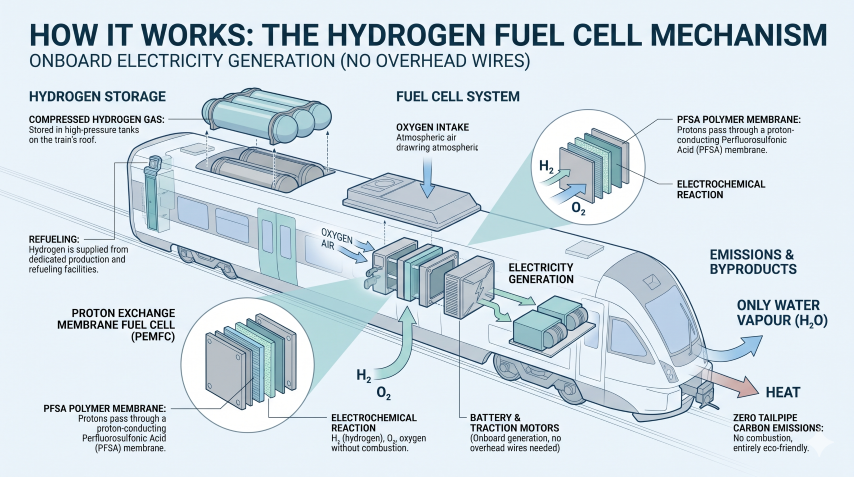 HOW IT WORKS: THE HYDROGEN FUEL CELL MECHANISM
ONBOARD ELECTRICITY GENERATION (NO OVERHEAD WIRES)
HYDROGEN STORAGE
COMPRESSED HYDROGEN GAS:
Stored in high-pressure tanks
on the train's roof.
FUEL CELL SYSTEM
OXYGEN INTAKE
Atmospheric air
drawring atmospheric
PFSA POLYMER MEMBRANE:
Protons pass through a proton-
conducting Perfluorosulfonic
Acid (PFSA) membrane.
H₂
O₂
ELECTROCHEMICAL
REACTION
REFUELING:
Hydrogen is supplied from
dedicated production and
refueling facilities.
OXYGEN
AIR
ELECTRICITY
GENERATION
EMISSIONS &
BYPRODUCTS
ONLY WATER
VAPOUR (H₂O)
HEAT
PROTON EXCHANGE
MEMBRANE FUEL CELL
(PEMFC)
H₂
O₂
PFSA POLYMER MEMBRANE:
Protons pass through a
proton-conducting
Perfluorosulfonic Acid
(PFSA) membrane.
ELECTROCHEMICAL
REACTION
H₂ (hydrogen), O₂, oxygen
without combustion.
BATTERY &
TRACTION MOTORS
(Onboard generation, no
overhead wires needed)
ZERO TAILPIPE
CARBON EMISSIONS:
No combustion,
entirely eco-friendly.